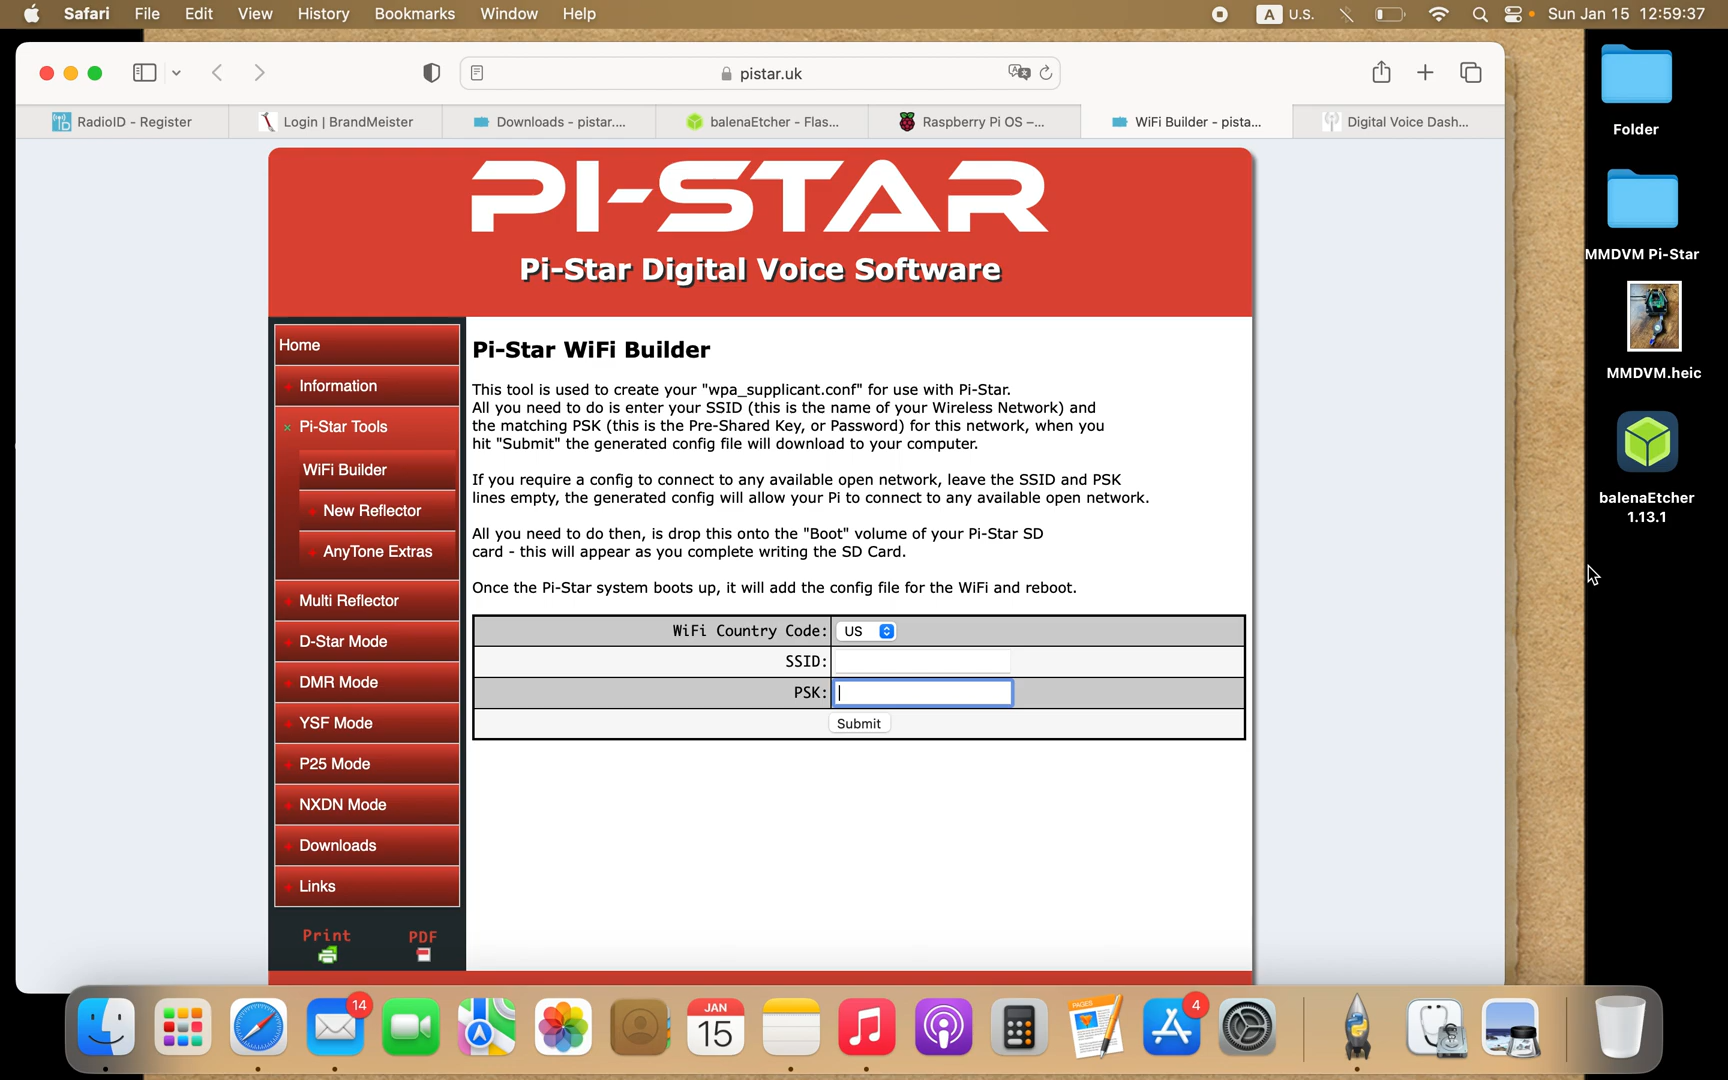 Safari File Edit View History Bookmarks Window Help A U.S. Sun Jan 15 12:59:37
pistar.uk
RadioID - Register
Login | BrandMeister
Downloads - pistar....
balenaEtcher - Flas...
Raspberry Pi OS –...
WiFi Builder - pista...
Digital Voice Dash...
PI-STAR
Pi-Star Digital Voice Software
Home
Information
Pi-Star Tools
WiFi Builder
New Reflector
AnyTone Extras
Multi Reflector
D-Star Mode
DMR Mode
YSF Mode
P25 Mode
NXDN Mode
Downloads
Links
Print PDF
Pi-Star WiFi Builder
This tool is used to create your "wpa_supplicant.conf" for use with Pi-Star.
All you need to do is enter your SSID (this is the name of your Wireless Network) and
the matching PSK (this is the Pre-Shared Key, or Password) for this network, when you
hit "Submit" the generated config file will download to your computer.
If you require a config to connect to any available open network, leave the SSID and PSK
lines empty, the generated config will allow your Pi to connect to any available open network.
All you need to do then, is drop this onto the "Boot" volume of your Pi-Star SD
card - this will appear as you complete writing the SD Card.
Once the Pi-Star system boots up, it will add the config file for the WiFi and reboot.
WiFi Country Code: US
SSID:
PSK:
Submit
Folder
MMDVM Pi-Star
MMDVM.heic
balenaEtcher
1.13.1
14
JAN
15
PAGES
4